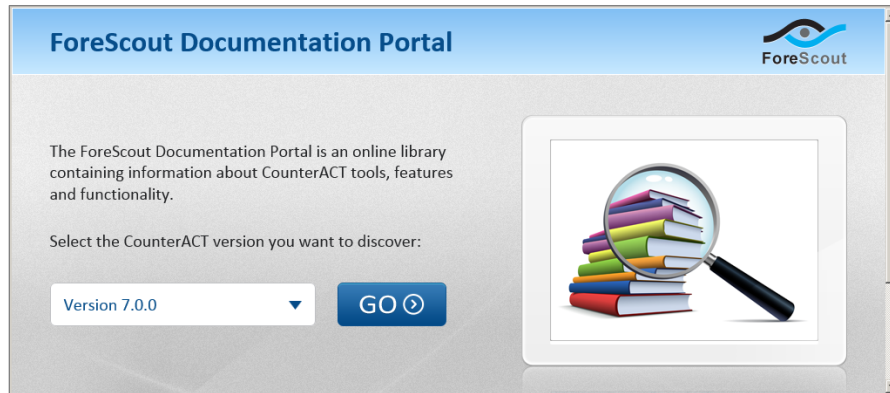 ForeScout Documentation Portal
ForeScout
The ForeScout Documentation Portal is an online library
containing information about CounterACT tools, features
and functionality.
Select the CounterACT version you want to discover:
Version 7.0.0
GO